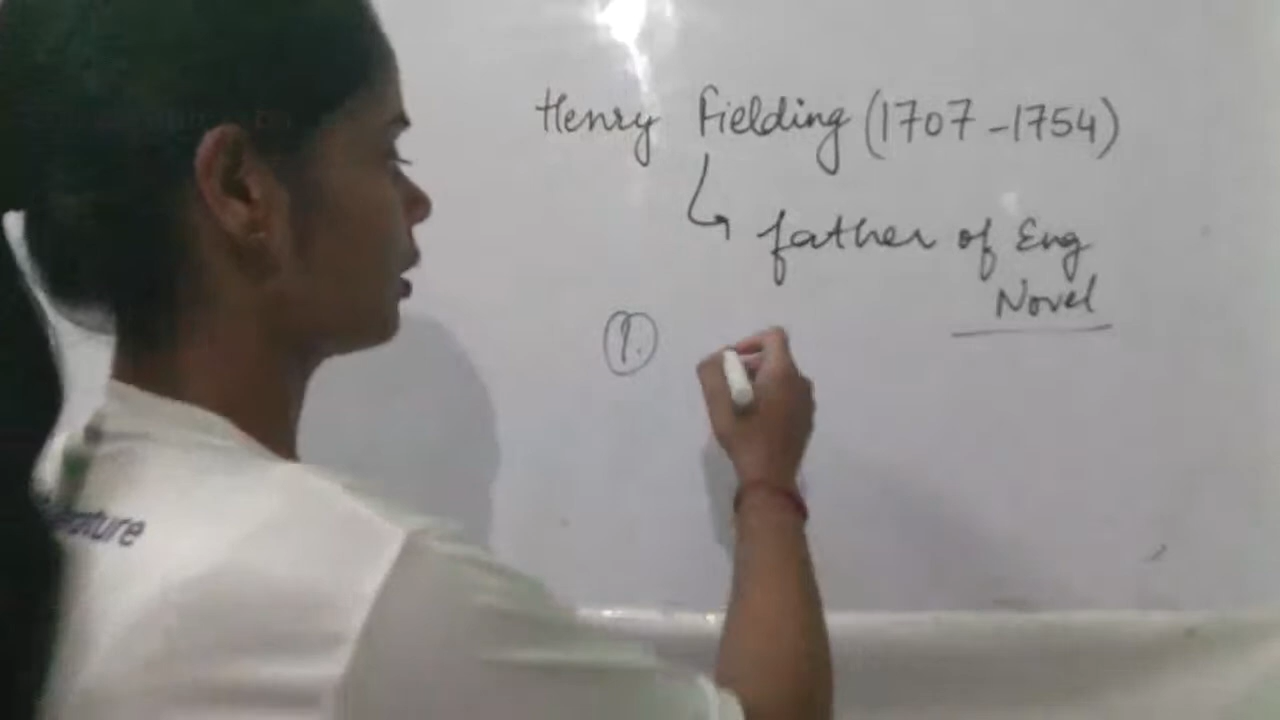 Henry Fielding (1707-1754)
↳ father of Eng
Novel
1.